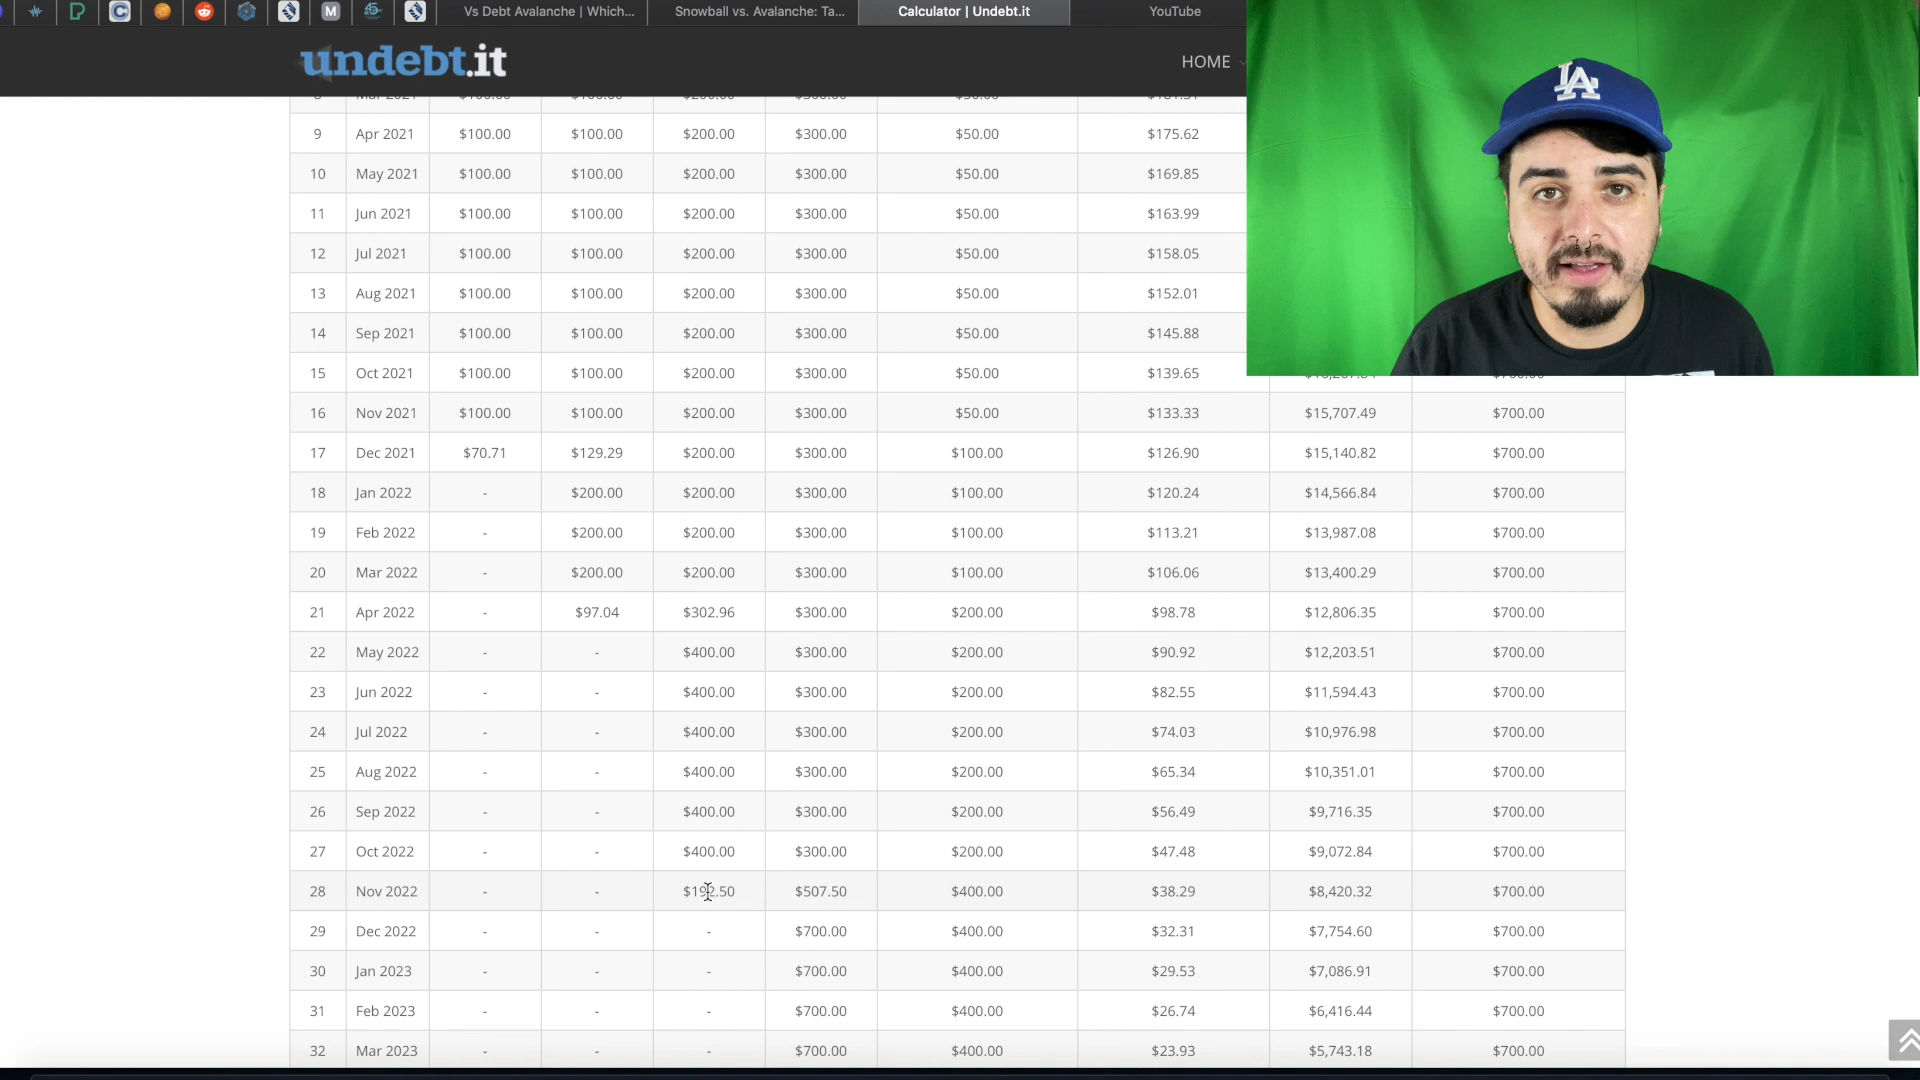 Vs Debt Avalanche | Which... Snowball vs. Avalanche: Ta... Calculator | Undebt.it YouTube
undebt.it HOME
LA
9 Apr 2021 $100.00 $100.00 $200.00 $300.00 $50.00 $175.62
10 May 2021 $100.00 $100.00 $200.00 $300.00 $50.00 $169.85
11 Jun 2021 $100.00 $100.00 $200.00 $300.00 $50.00 $163.99
12 Jul 2021 $100.00 $100.00 $200.00 $300.00 $50.00 $158.05
13 Aug 2021 $100.00 $100.00 $200.00 $300.00 $50.00 $152.01
14 Sep 2021 $100.00 $100.00 $200.00 $300.00 $50.00 $145.88
15 Oct 2021 $100.00 $100.00 $200.00 $300.00 $50.00 $139.65
16 Nov 2021 $100.00 $100.00 $200.00 $300.00 $50.00 $133.33 $15,707.49 $700.00
17 Dec 2021 $70.71 $129.29 $200.00 $300.00 $100.00 $126.90 $15,140.82 $700.00
18 Jan 2022 - $200.00 $200.00 $300.00 $100.00 $120.24 $14,566.84 $700.00
19 Feb 2022 - $200.00 $200.00 $300.00 $100.00 $113.21 $13,987.08 $700.00
20 Mar 2022 - $200.00 $200.00 $300.00 $100.00 $106.06 $13,400.29 $700.00
21 Apr 2022 - $97.04 $302.96 $300.00 $200.00 $98.78 $12,806.35 $700.00
22 May 2022 - - $400.00 $300.00 $200.00 $90.92 $12,203.51 $700.00
23 Jun 2022 - - $400.00 $300.00 $200.00 $82.55 $11,594.43 $700.00
24 Jul 2022 - - $400.00 $300.00 $200.00 $74.03 $10,976.98 $700.00
25 Aug 2022 - - $400.00 $300.00 $200.00 $65.34 $10,351.01 $700.00
26 Sep 2022 - - $400.00 $300.00 $200.00 $56.49 $9,716.35 $700.00
27 Oct 2022 - - $400.00 $300.00 $200.00 $47.48 $9,072.84 $700.00
28 Nov 2022 - - $192.50 $507.50 $400.00 $38.29 $8,420.32 $700.00
29 Dec 2022 - - - $700.00 $400.00 $32.31 $7,754.60 $700.00
30 Jan 2023 - - - $700.00 $400.00 $29.53 $7,086.91 $700.00
31 Feb 2023 - - - $700.00 $400.00 $26.74 $6,416.44 $700.00
32 Mar 2023 - - - $700.00 $400.00 $23.93 $5,743.18 $700.00